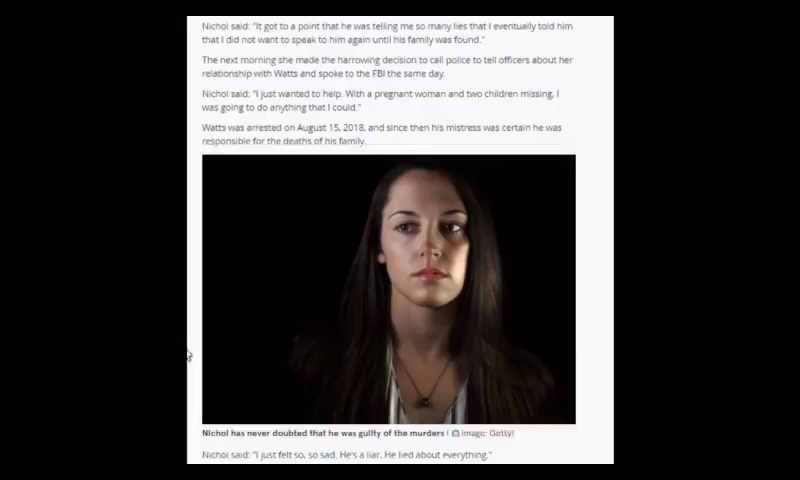 Nichol said: "It got to a point that he was telling me so many lies that I eventually told him
that I did not want to speak to him again until his family was found."
The next morning she made the harrowing decision to call police to tell officers about her
relationship with Watts and spoke to the FBI the same day.
Nichol said: "I just wanted to help. With a pregnant woman and two children missing, I
was going to do anything that I could."
Watts was arrested on August 15, 2018, and since then his mistress was certain he was
responsible for the deaths of his family.
Nichol has never doubted that he was guilty of the murders ( Image: Getty)
Nichol said: "I just felt so, so sad. He's a liar. He lied about everything."